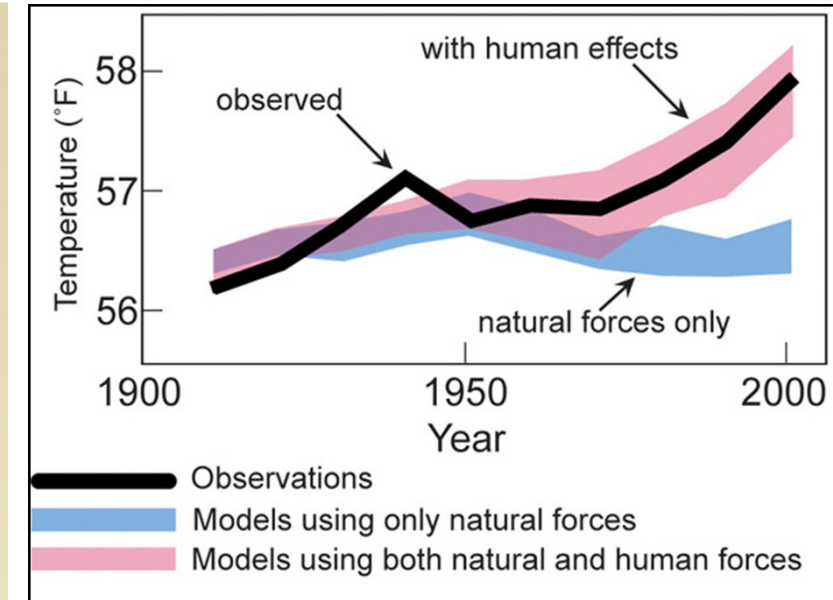 with human effects
58
observed
Temperature (°F)
57
56
natural forces only
1900 1950 2000
Year
Observations
Models using only natural forces
Models using both natural and human forces